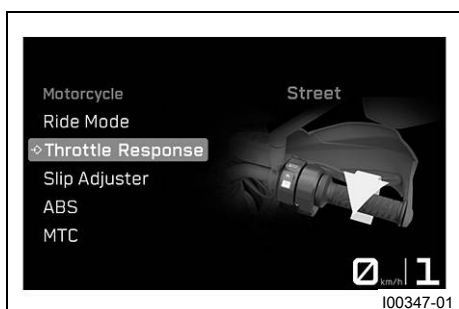 Motorcycle
Street
Ride Mode
Throttle Response
Slip Adjuster
ABS
MTC
0 km/h 1
I00347-01